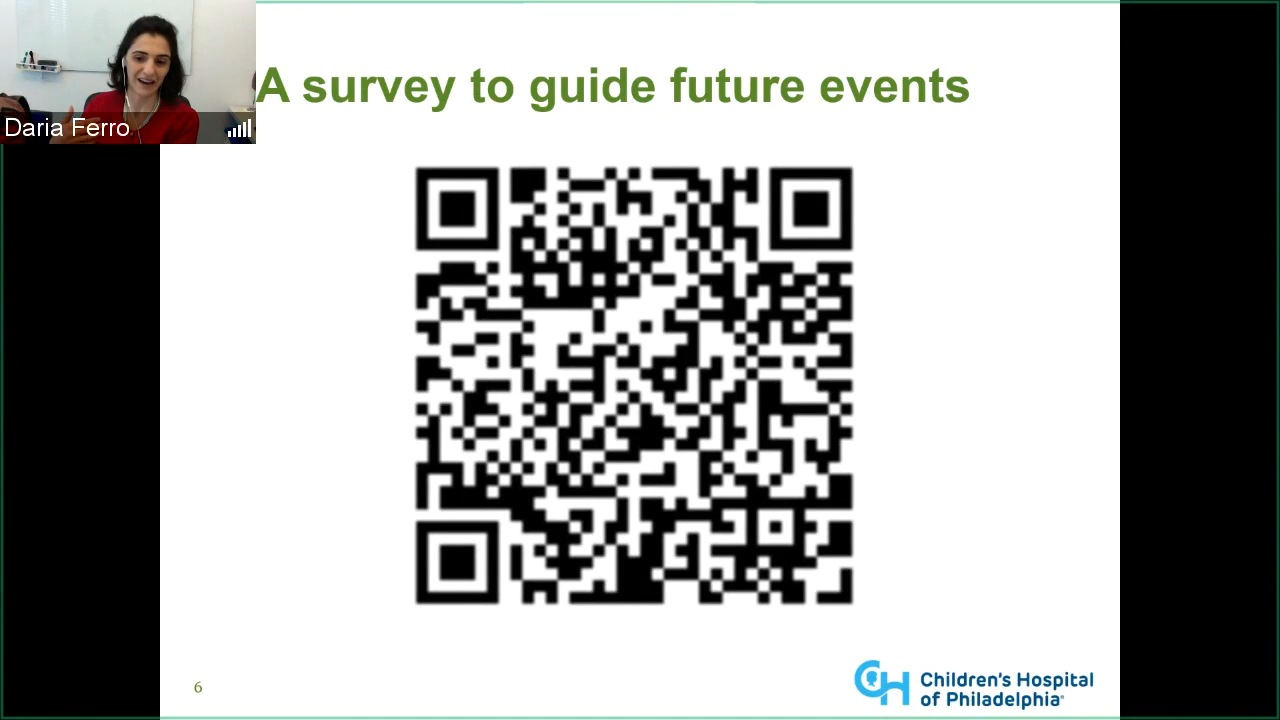 A survey to guide future events
Daria Ferro
6
Children's Hospital
of Philadelphia